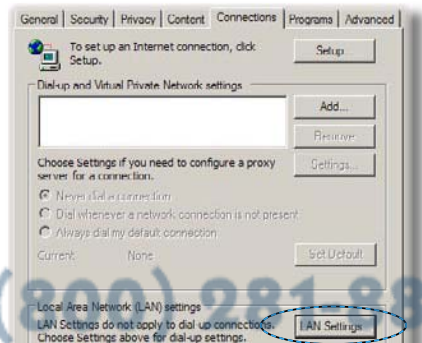 General Security Privacy Content Connections Programs Advanced
To set up an Internet connection, click
Setup.
Setup...
Dial-up and Virtual Private Network settings
Add...
Remove
Choose Settings if you need to configure a proxy
server for a connection.
Settings...
Never dial a connection
Dial whenever a network connection is not present
Always dial my default connection
Current None
Set Default
(800) 281-88
Local Area Network (LAN) settings
LAN Settings do not apply to dial-up connections.
Choose Settings above for dial-up settings.
LAN Settings